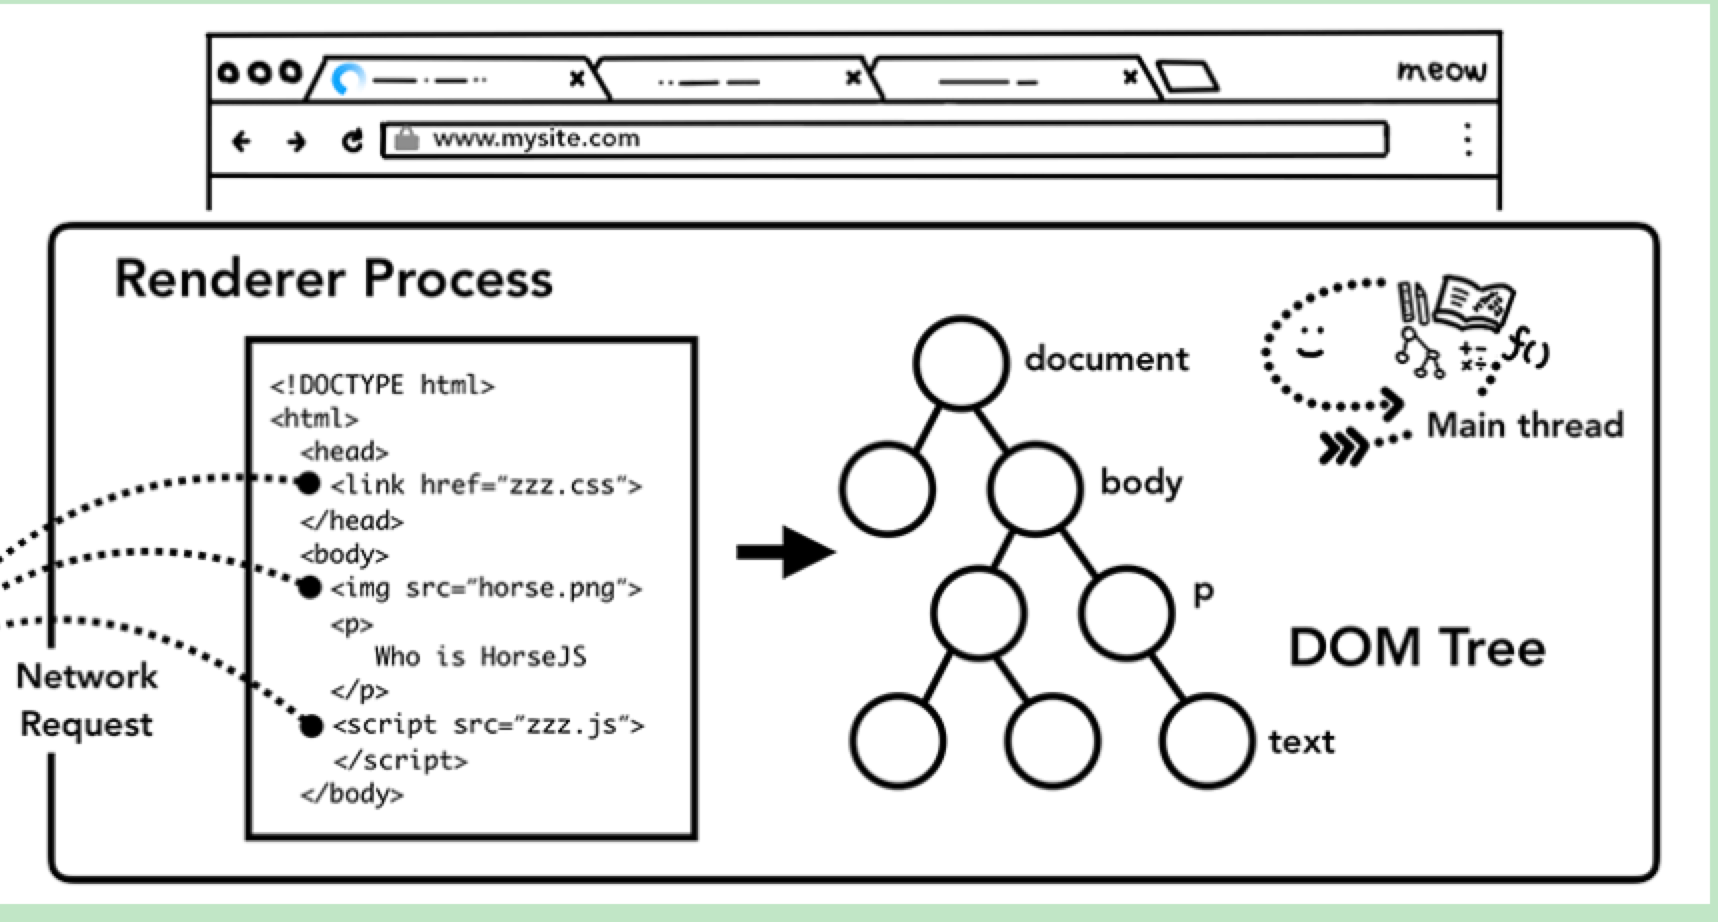 meow
www.mysite.com
Renderer Process
<!DOCTYPE html>
<html>
<head>
<link href="zzz.css">
</head>
<body>
<img src="horse.png">
<p>
Who is HorseJS
</p>
<script src="zzz.js">
</script>
</body>
Network
Request
document
body
p
text
DOM Tree
f()
Main thread